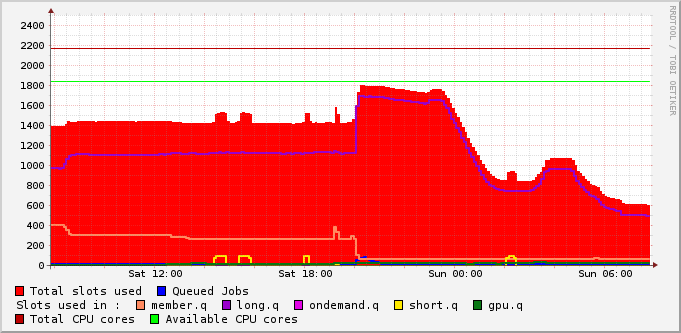 RRDTOOL / TOBI OETIKER
2400
2200
2000
1800
1600
1400
1200
1000
800
600
400
200
0
Sat 12:00 Sat 18:00 Sun 00:00 Sun 06:00
Total slots used Queued Jobs
Slots used in : member.q long.q ondemand.q short.q gpu.q
Total CPU cores Available CPU cores